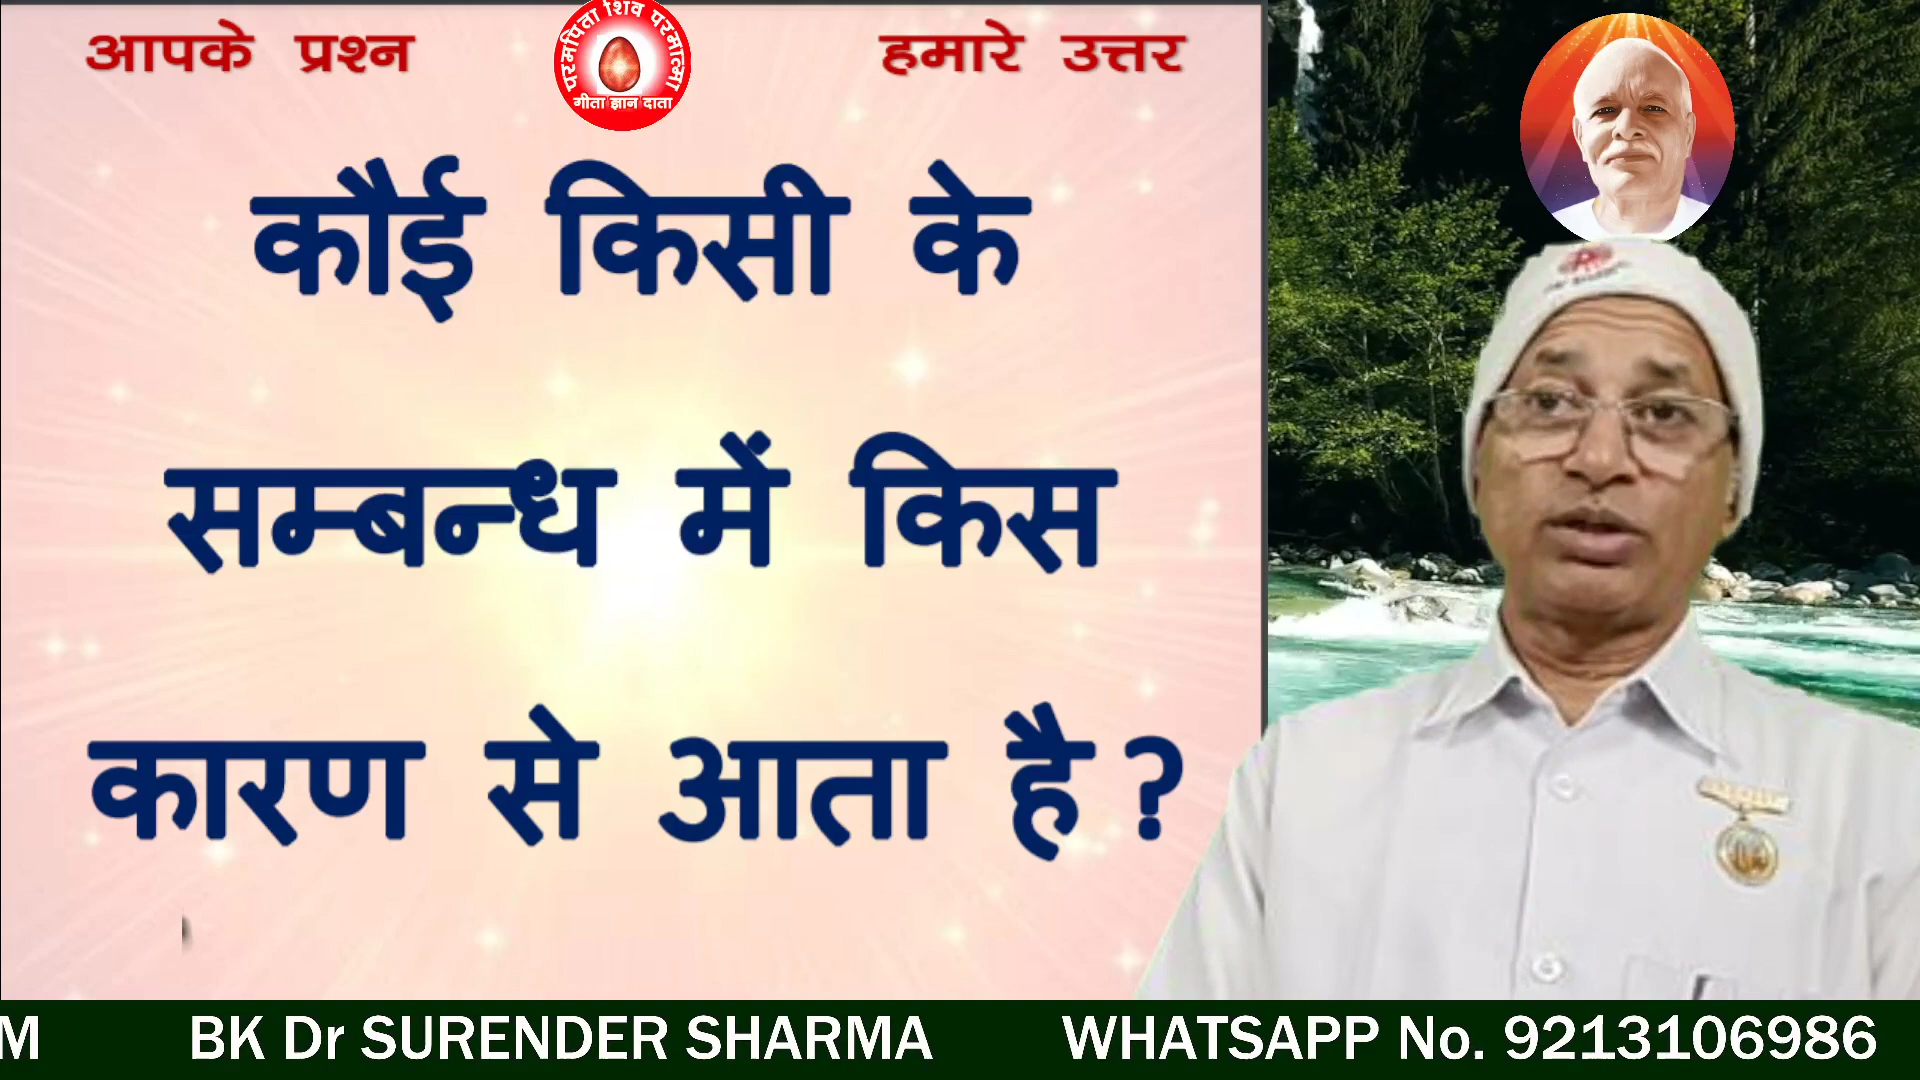 आपके प्रश्न
परमपिता शिव परमात्मा
गीता ज्ञान दाता
हमारे उत्तर
कौई किसी के
सम्बन्ध में किस
कारण से आता है?
M BK Dr SURENDER SHARMA WHATSAPP No. 9213106986